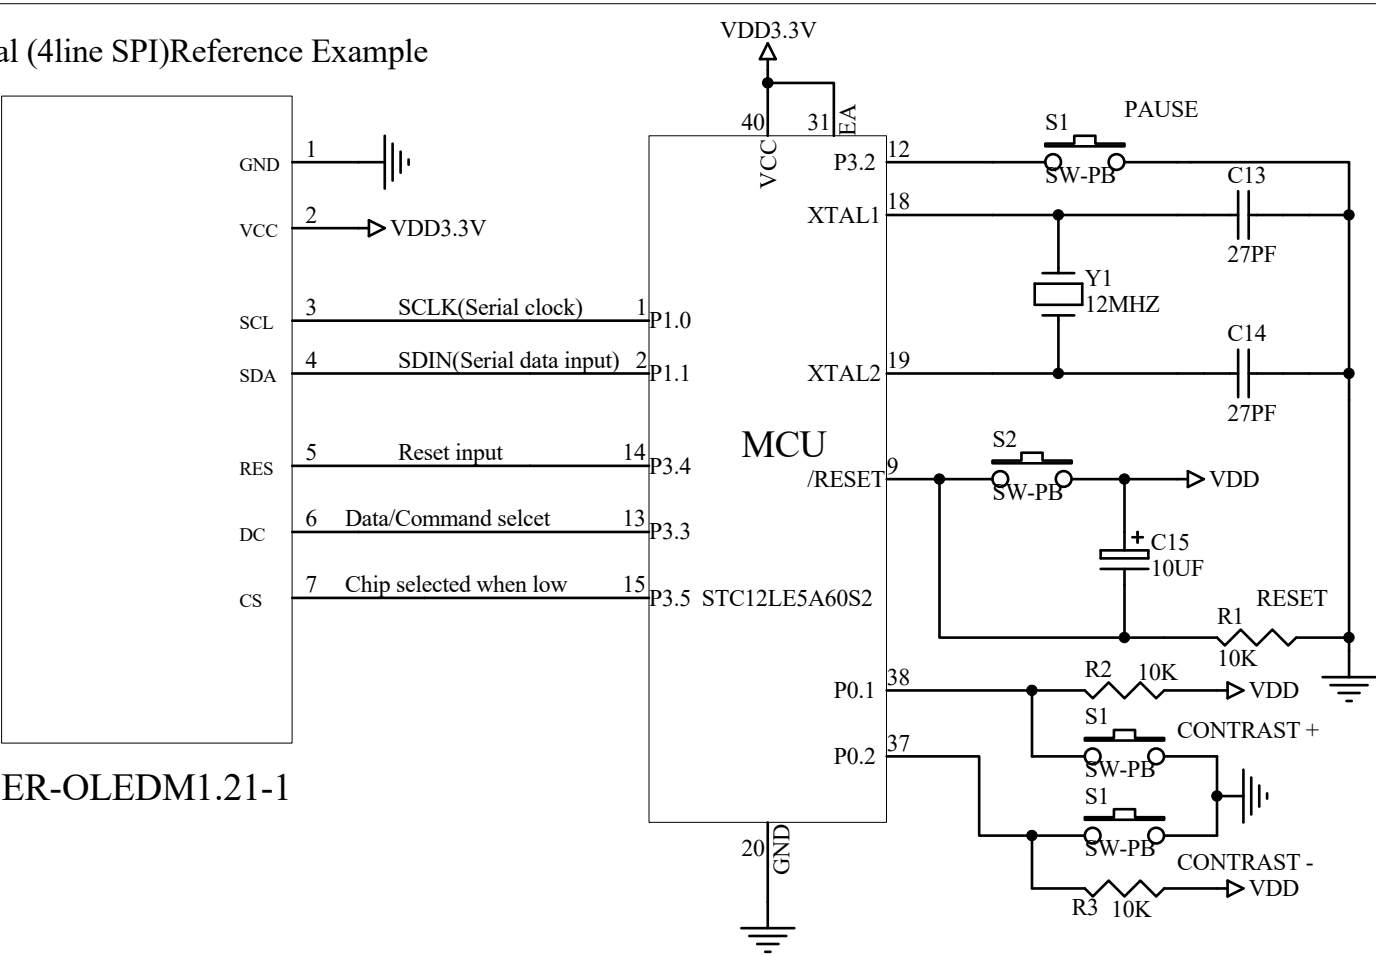 al (4line SPI)Reference Example
VDD3.3V
40
31
VCC
EA
GND
1
VCC
2
VDD3.3V
SCL
3
SCLK(Serial clock)
1
P1.0
SDA
4
SDIN(Serial data input)
2
P1.1
RES
5
Reset input
14
P3.4
DC
6
Data/Command selcet
13
P3.3
CS
7
Chip selected when low
15
P3.5
STC12LE5A60S2
MCU
ER-OLEDM1.21-1
P3.2
12
S1
SW-PB
PAUSE
XTAL1
18
C13
27PF
Y1
12MHZ
XTAL2
19
C14
27PF
/RESET
9
S2
SW-PB
VDD
+
C15
10UF
RESET
R1
10K
P0.1
38
R2
10K
VDD
S1
SW-PB
CONTRAST +
P0.2
37
S1
SW-PB
CONTRAST -
VDD
R3
10K
20
GND